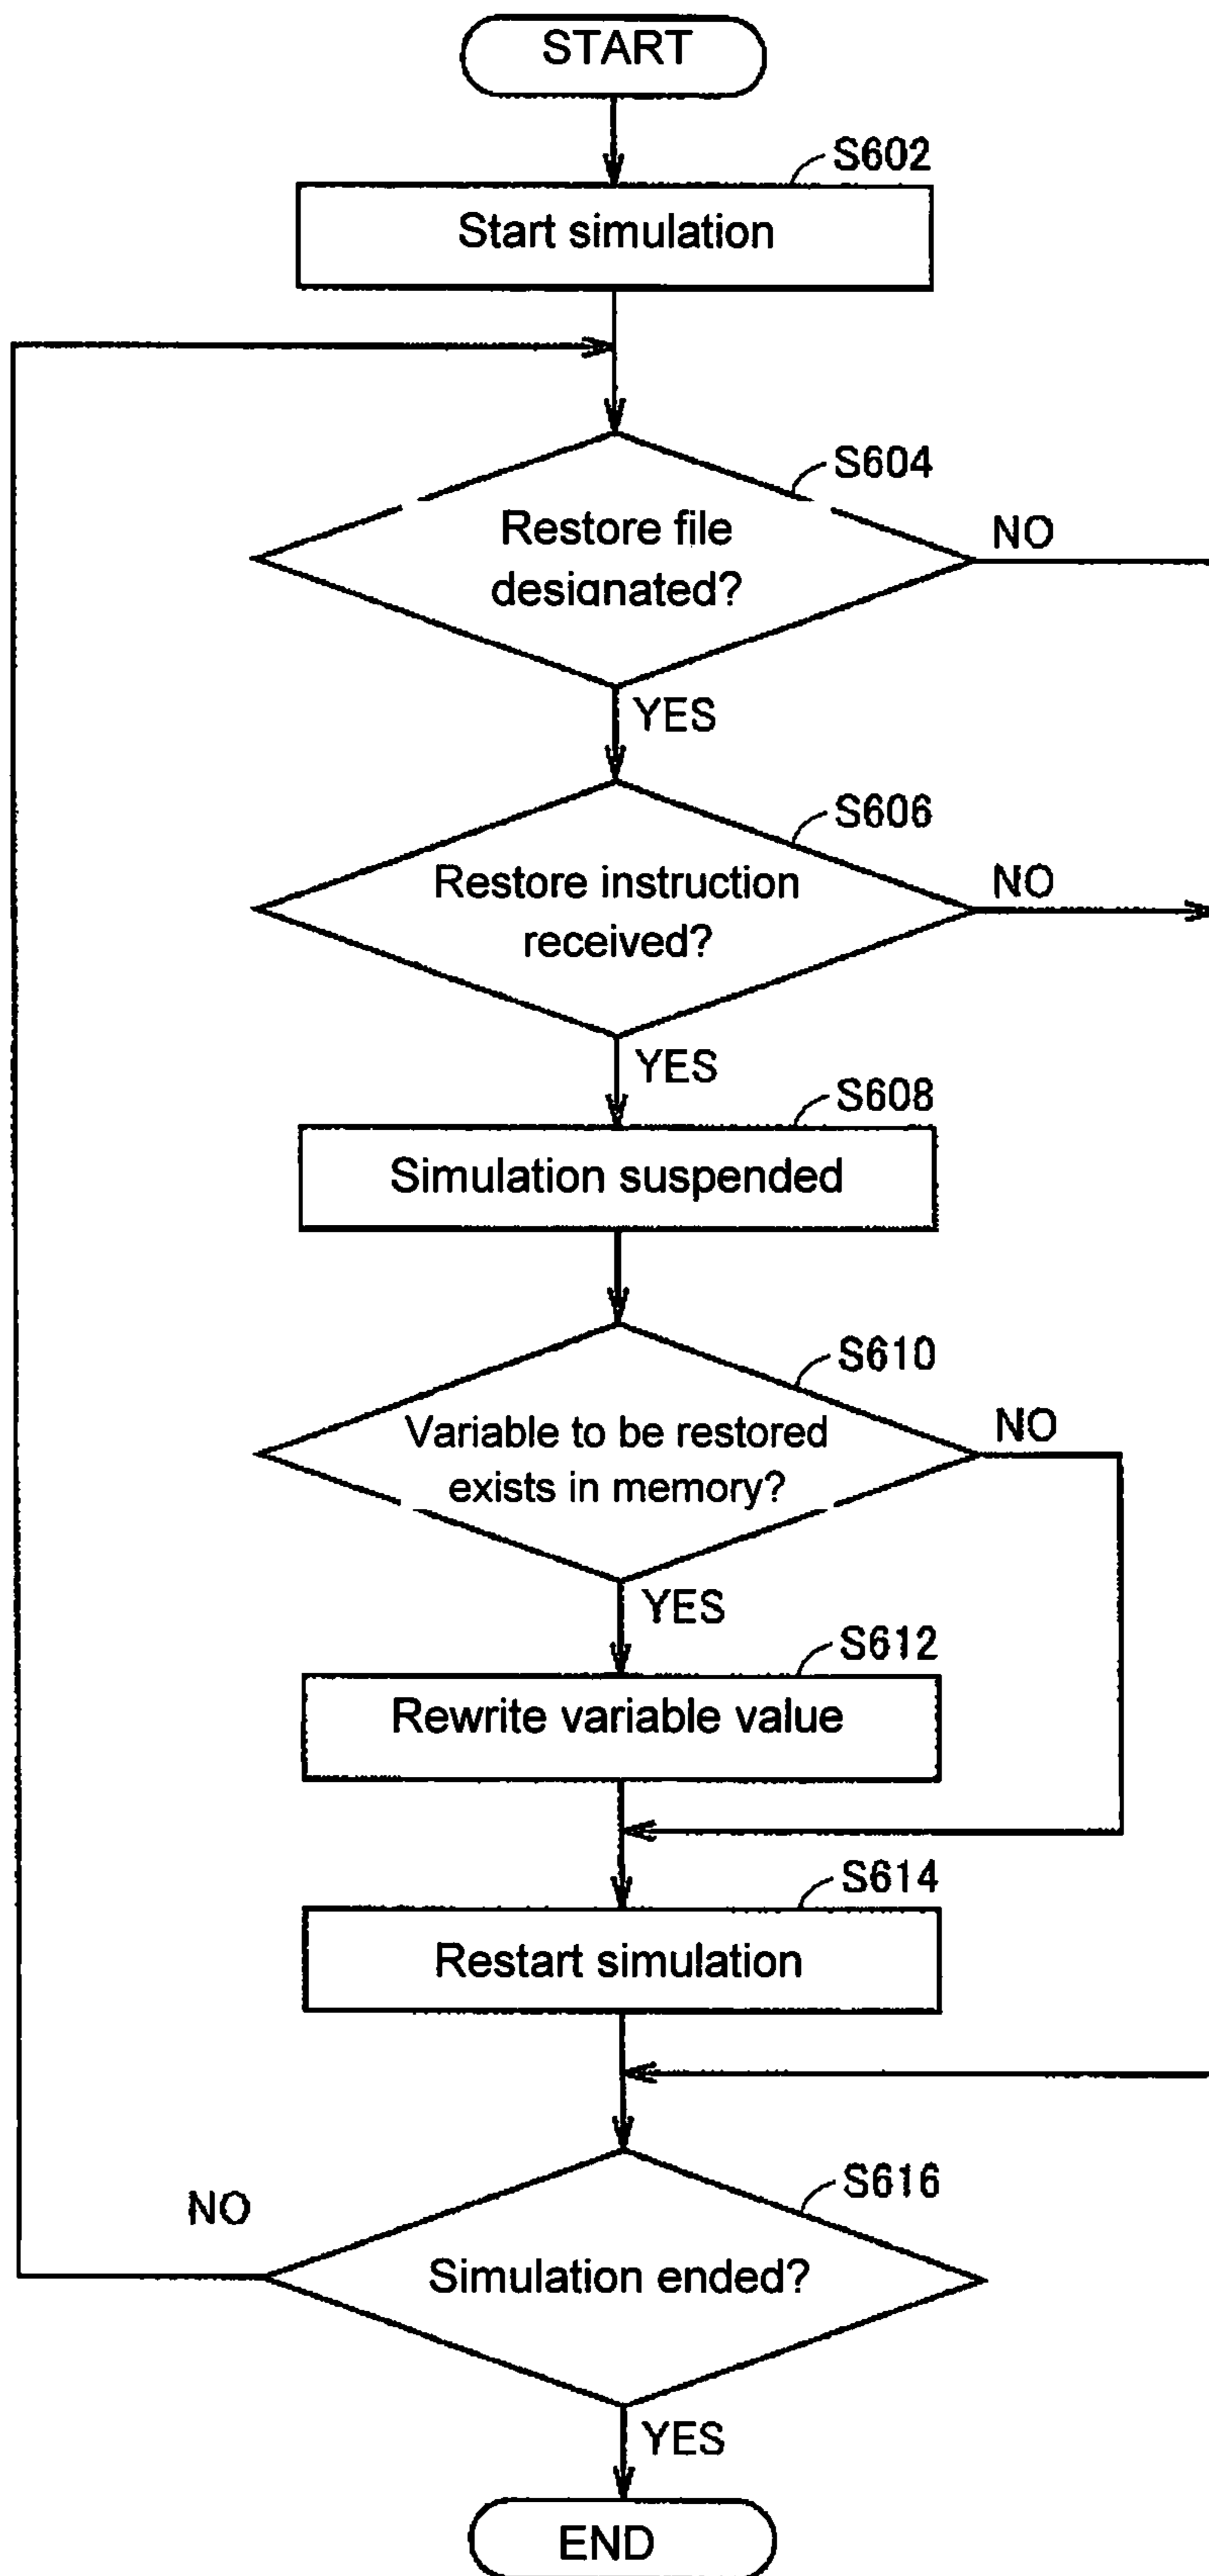 START
S602
Start simulation
S604
Restore file
designated?
NO
YES
S606
Restore instruction
received?
NO
YES
S608
Simulation suspended
S610
Variable to be restored
exists in memory?
NO
YES
S612
Rewrite variable value
S614
Restart simulation
S616
NO
Simulation ended?
YES
END